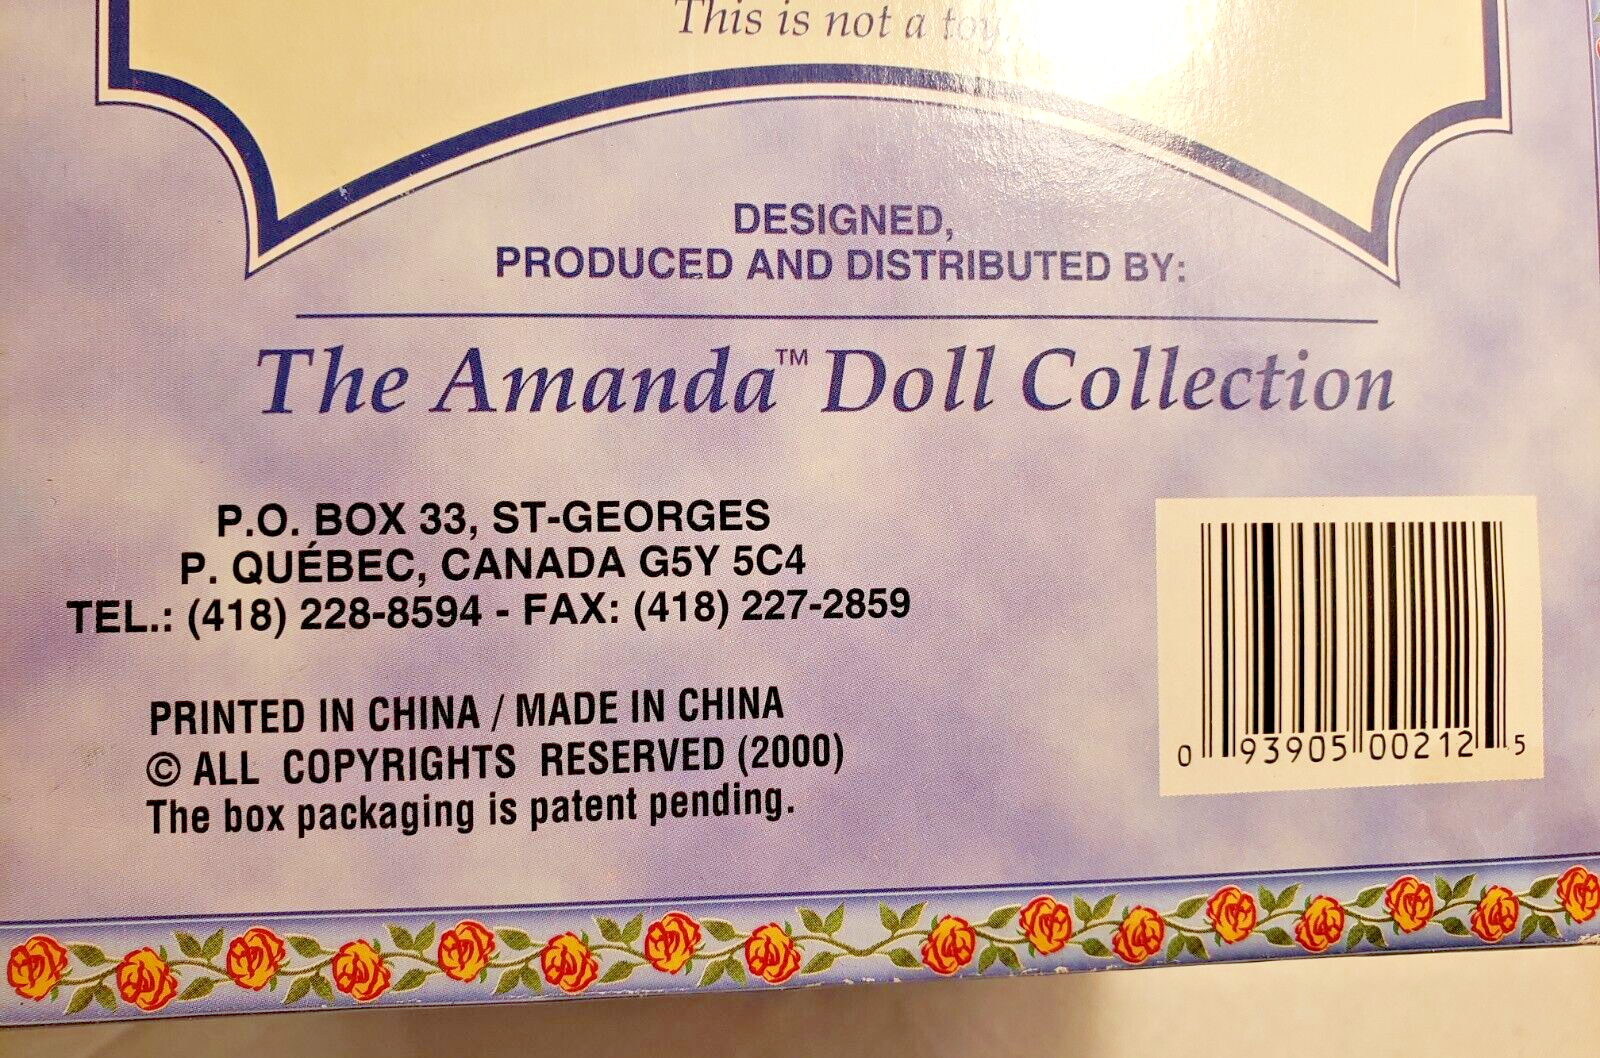 This is not a toy.
DESIGNED,
PRODUCED AND DISTRIBUTED BY:
The Amanda™ Doll Collection
P.O. BOX 33, ST-GEORGES
P. QUÉBEC, CANADA G5Y 5C4
TEL.: (418) 228-8594 - FAX: (418) 227-2859
PRINTED IN CHINA / MADE IN CHINA
© ALL COPYRIGHTS RESERVED (2000)
The box packaging is patent pending.
0 93905 00212 5